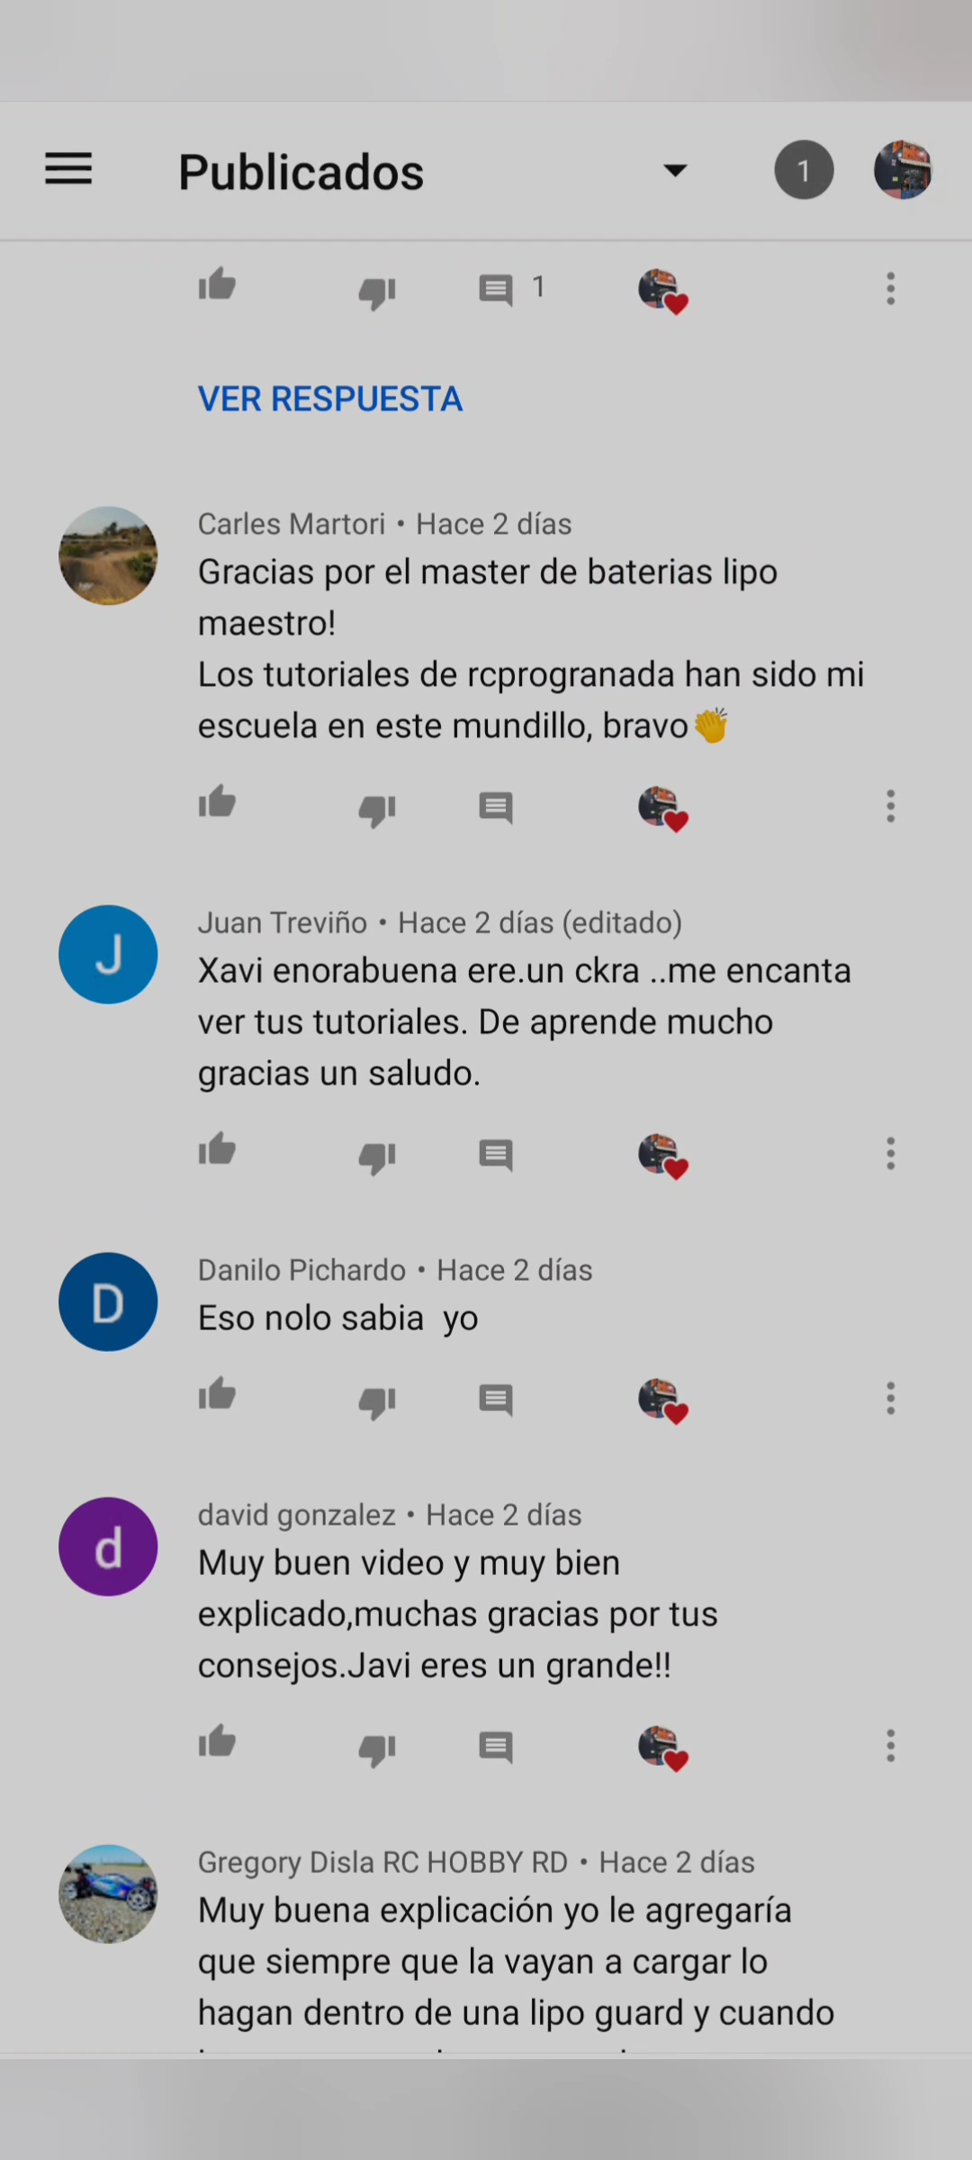 Publicados
1
1
VER RESPUESTA
Carles Martori • Hace 2 días
Gracias por el master de baterias lipo
maestro!
Los tutoriales de rcprogranada han sido mi
escuela en este mundillo, bravo👏
J
Juan Treviño • Hace 2 días (editado)
Xavi enorabuena ere.un ckra ..me encanta
ver tus tutoriales. De aprende mucho
gracias un saludo.
D
Danilo Pichardo • Hace 2 días
Eso nolo sabia  yo
d
david gonzalez • Hace 2 días
Muy buen video y muy bien
explicado,muchas gracias por tus
consejos.Javi eres un grande!!
Gregory Disla RC HOBBY RD • Hace 2 días
Muy buena explicación yo le agregaría
que siempre que la vayan a cargar lo
hagan dentro de una lipo guard y cuando